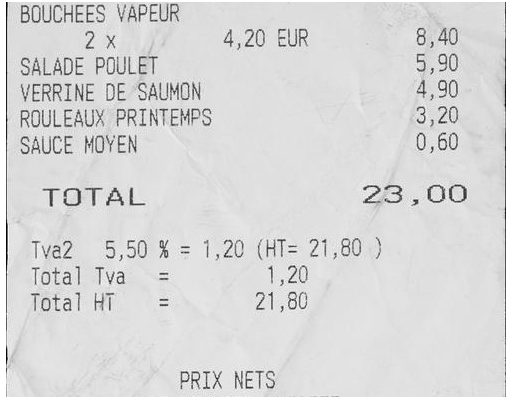 BOUCHEES VAPEUR
2 x 4,20 EUR 8,40
SALADE POULET 5,90
VERRINE DE SAUMON 4,90
ROULEAUX PRINTEMPS 3,20
SAUCE MOYEN 0,60
TOTAL 23,00
Tva2 5,50 % = 1,20 (HT= 21,80 )
Total Tva = 1,20
Total HT = 21,80
PRIX NETS